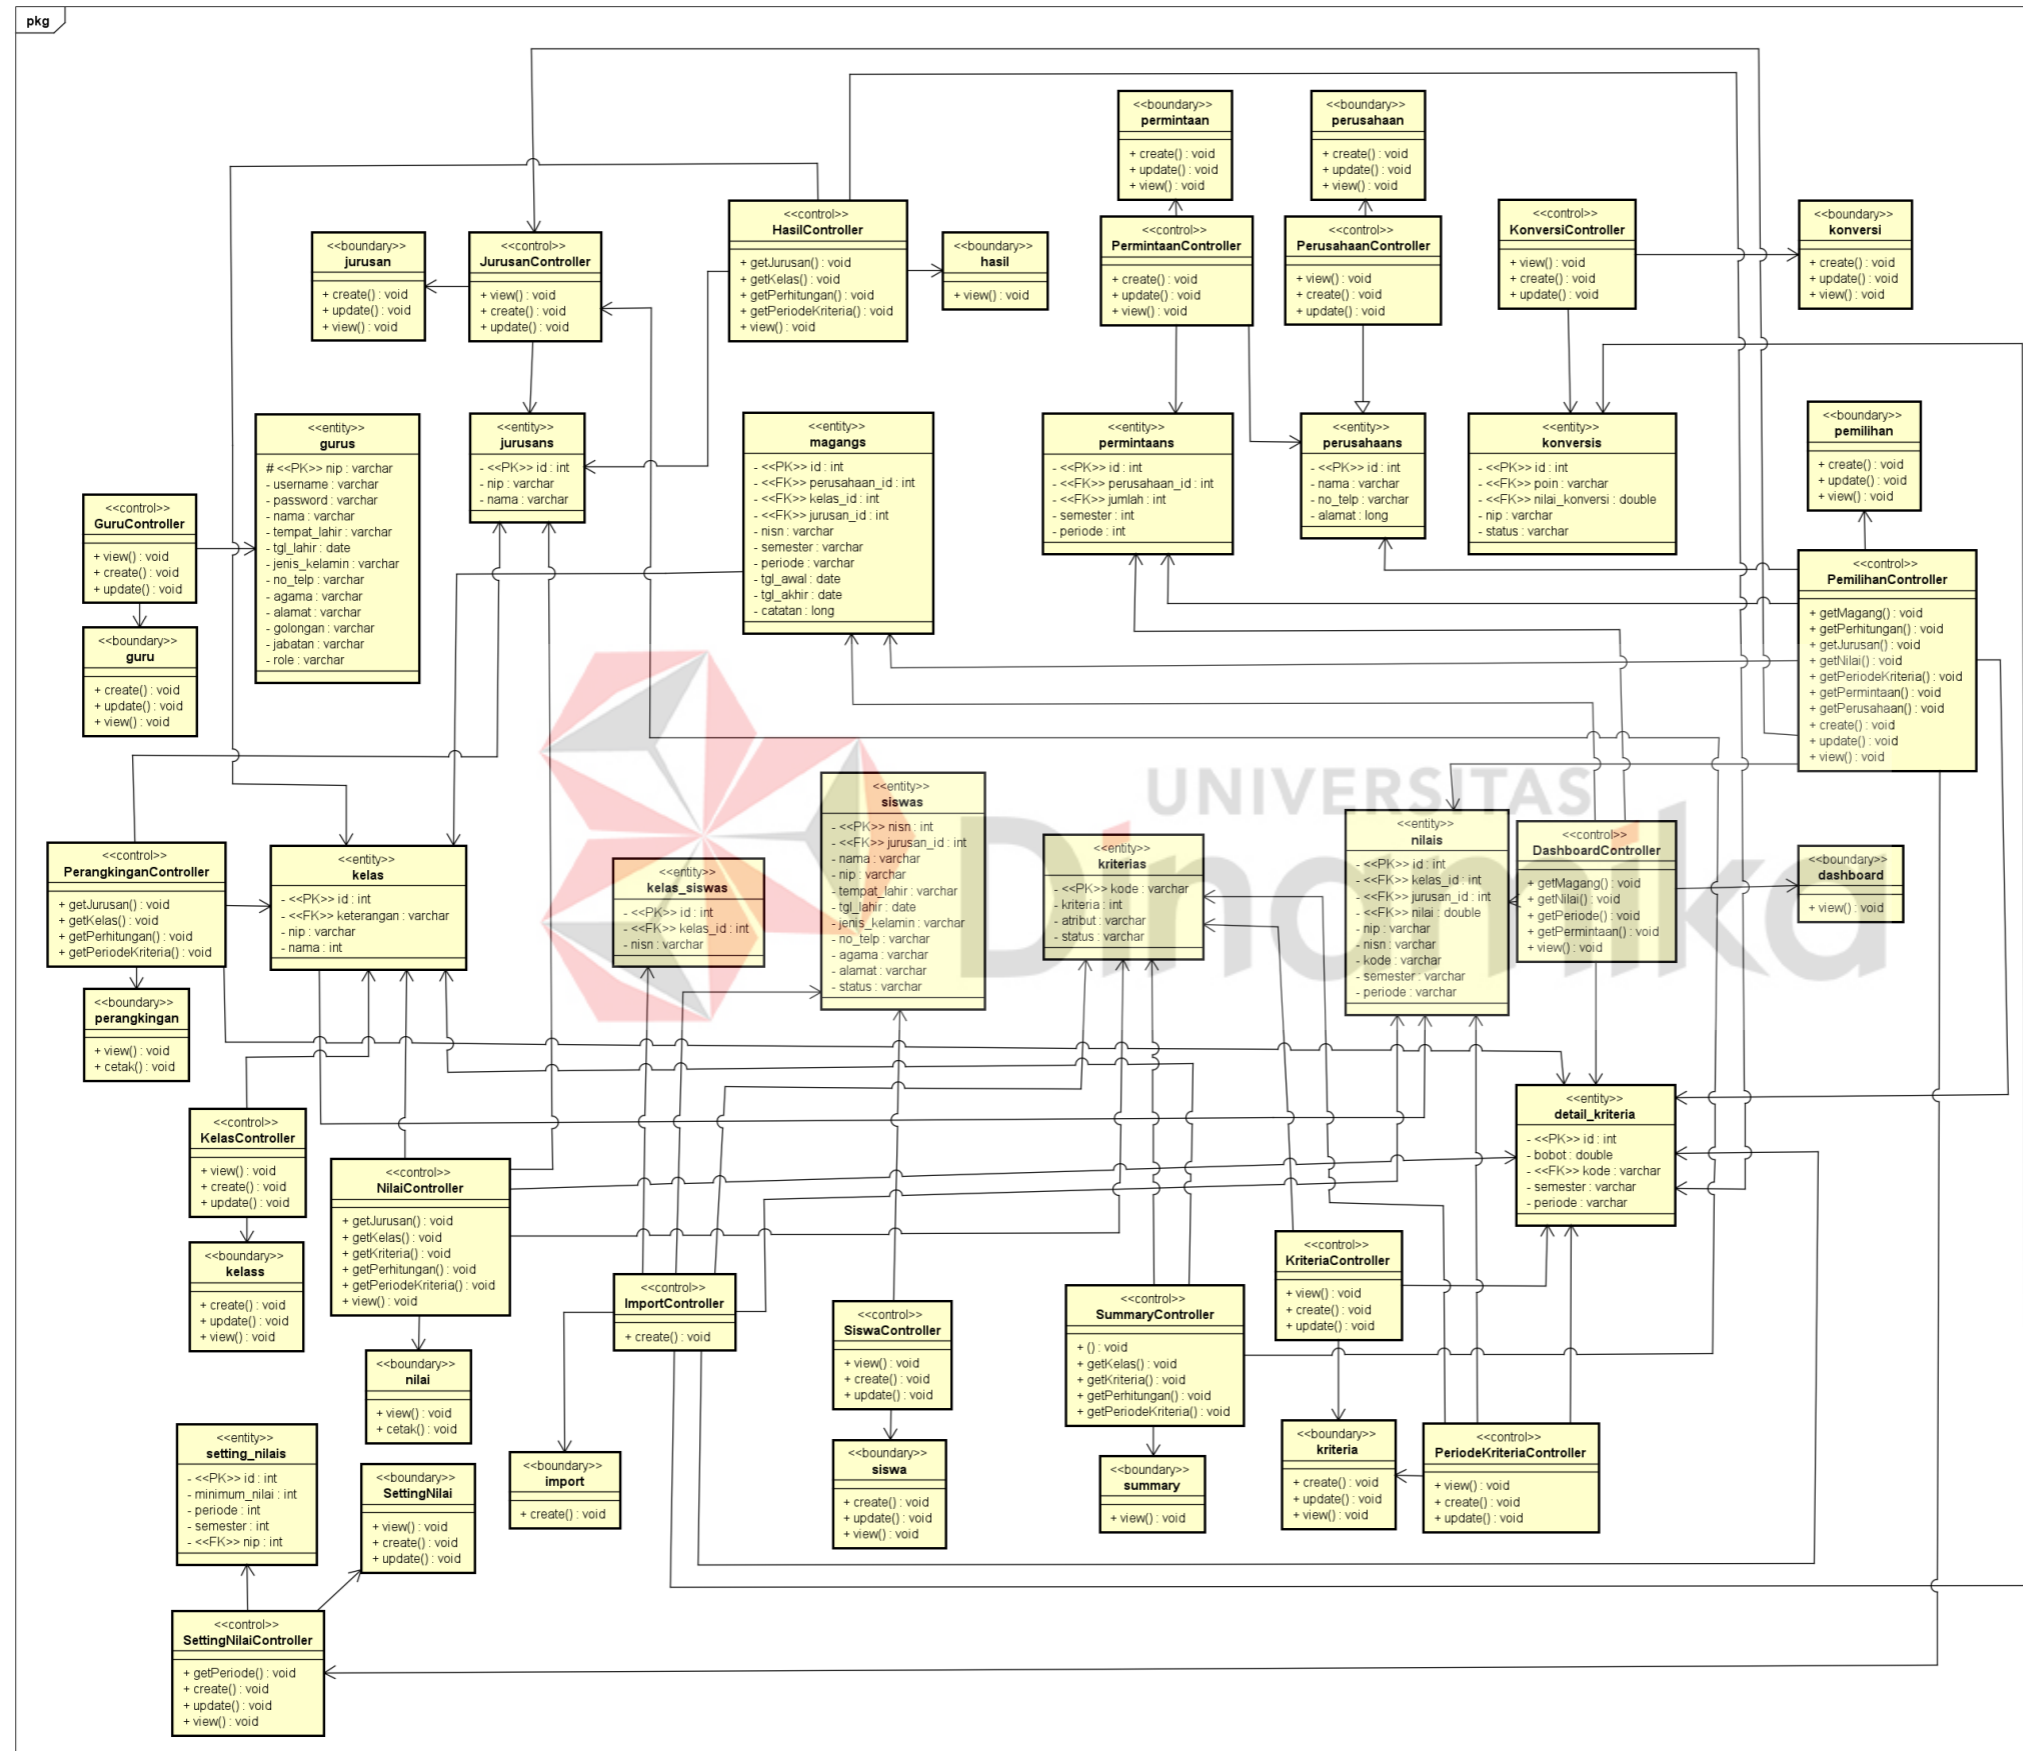 pkg
<<boundary>>
permintaan
+ create() : void
+ update() : void
+ view() : void
<<boundary>>
perusahaan
+ create() : void
+ update() : void
+ view() : void
<<boundary>>
jurusan
+ create() : void
+ update() : void
+ view() : void
<<control>>
JurusanController
+ view() : void
+ create() : void
+ update() : void
<<control>>
HasilController
+ getJurusan() : void
+ getKelas() : void
+ getPerhitungan() : void
+ getPeriodeKriteria() : void
+ view() : void
<<boundary>>
hasil
+ view() : void
<<control>>
PermintaanController
+ create() : void
+ update() : void
+ view() : void
<<control>>
PerusahaanController
+ view() : void
+ create() : void
+ update() : void
<<control>>
KonversiController
+ view() : void
+ create() : void
+ update() : void
<<boundary>>
konversi
+ create() : void
+ update() : void
+ view() : void
<<control>>
GuruController
+ view() : void
+ create() : void
+ update() : void
<<boundary>>
guru
+ create() : void
+ update() : void
+ view() : void
<<entity>>
gurus
# <<PK>> nip : varchar
- username : varchar
- password : varchar
- nama : varchar
- tempat_lahir : varchar
- tgl_lahir : date
- jenis_kelamin : varchar
- no_telp : varchar
- agama : varchar
- alamat : varchar
- golongan : varchar
- jabatan : varchar
- role : varchar
<<entity>>
jurusans
- <<PK>> id : int
- nip : varchar
- nama : varchar
<<entity>>
magangs
- <<PK>> id : int
- <<FK>> perusahaan_id : int
- <<FK>> kelas_id : int
- <<FK>> jurusan_id : int
- nisn : varchar
- semester : varchar
- periode : varchar
- tgl_awal : date
- tgl_akhir : date
- catatan : long
<<entity>>
permintaans
- <<PK>> id : int
- <<FK>> perusahaan_id : int
- <<FK>> jumlah : int
- semester : int
- periode : int
<<entity>>
perusahaans
- <<PK>> id : int
- nama : varchar
- no_telp : varchar
- alamat : long
<<entity>>
konversis
- <<PK>> id : int
- <<FK>> poin : varchar
- <<FK>> nilai_konversi : double
- nip : varchar
- status : varchar
<<boundary>>
pemilihan
+ create() : void
+ update() : void
+ view() : void
<<control>>
PemilihanController
+ getMagang() : void
+ getPerhitungan() : void
+ getJurusan() : void
+ getNilai() : void
+ getPeriodeKriteria() : void
+ getPermintaan() : void
+ getPerusahaan() : void
+ create() : void
+ update() : void
+ view() : void
UNIVERSITAS
Dinamika
<<control>>
PerangkinganController
+ getJurusan() : void
+ getKelas() : void
+ getPerhitungan() : void
+ getPeriodeKriteria() : void
<<boundary>>
perangkingan
+ view() : void
+ cetak() : void
<<entity>>
kelas
- <<PK>> id : int
- <<FK>> keterangan : varchar
- nip : varchar
- nama : int
<<entity>>
kelas_siswas
- <<PK>> id : int
- <<FK>> kelas_id : int
- nisn : varchar
<<entity>>
siswas
- <<PK>> nisn : int
- <<FK>> jurusan_id : int
- nama : varchar
- nip : varchar
- tempat_lahir : varchar
- tgl_lahir : date
- jenis_kelamin : varchar
- no_telp : varchar
- agama : varchar
- alamat : varchar
- status : varchar
<<entity>>
kriterias
- <<PK>> kode : varchar
- kriteria : int
- atribut : varchar
- status : varchar
<<entity>>
nilais
- <<PK>> id : int
- <<FK>> kelas_id : int
- <<FK>> jurusan_id : int
- <<FK>> nilai : double
- nip : varchar
- nisn : varchar
- kode : varchar
- semester : varchar
- periode : varchar
<<control>>
DashboardController
+ getMagang() : void
+ getNilai() : void
+ getPeriode() : void
+ getPermintaan() : void
+ view() : void
<<boundary>>
dashboard
+ view() : void
<<entity>>
detail_kriteria
- <<PK>> id : int
- bobot : double
- <<FK>> kode : varchar
- semester : varchar
- periode : varchar
<<control>>
KelasController
+ view() : void
+ create() : void
+ update() : void
<<boundary>>
kelass
+ create() : void
+ update() : void
+ view() : void
<<control>>
NilaiController
+ getJurusan() : void
+ getKelas() : void
+ getKriteria() : void
+ getPerhitungan() : void
+ getPeriodeKriteria() : void
+ view() : void
<<boundary>>
nilai
+ view() : void
+ cetak() : void
<<control>>
ImportController
+ create() : void
<<boundary>>
import
+ create() : void
<<control>>
SiswaController
+ view() : void
+ create() : void
+ update() : void
<<boundary>>
siswa
+ create() : void
+ update() : void
+ view() : void
<<control>>
SummaryController
+ () : void
+ getKelas() : void
+ getKriteria() : void
+ getPerhitungan() : void
+ getPeriodeKriteria() : void
<<boundary>>
summary
+ view() : void
<<control>>
KriteriaController
+ view() : void
+ create() : void
+ update() : void
<<boundary>>
kriteria
+ create() : void
+ update() : void
+ view() : void
<<control>>
PeriodeKriteriaController
+ view() : void
+ create() : void
+ update() : void
<<entity>>
setting_nilais
- <<PK>> id : int
- minimum_nilai : int
- periode : int
- semester : int
- <<FK>> nip : int
<<boundary>>
SettingNilai
+ view() : void
+ create() : void
+ update() : void
<<control>>
SettingNilaiController
+ getPeriode() : void
+ create() : void
+ update() : void
+ view() : void